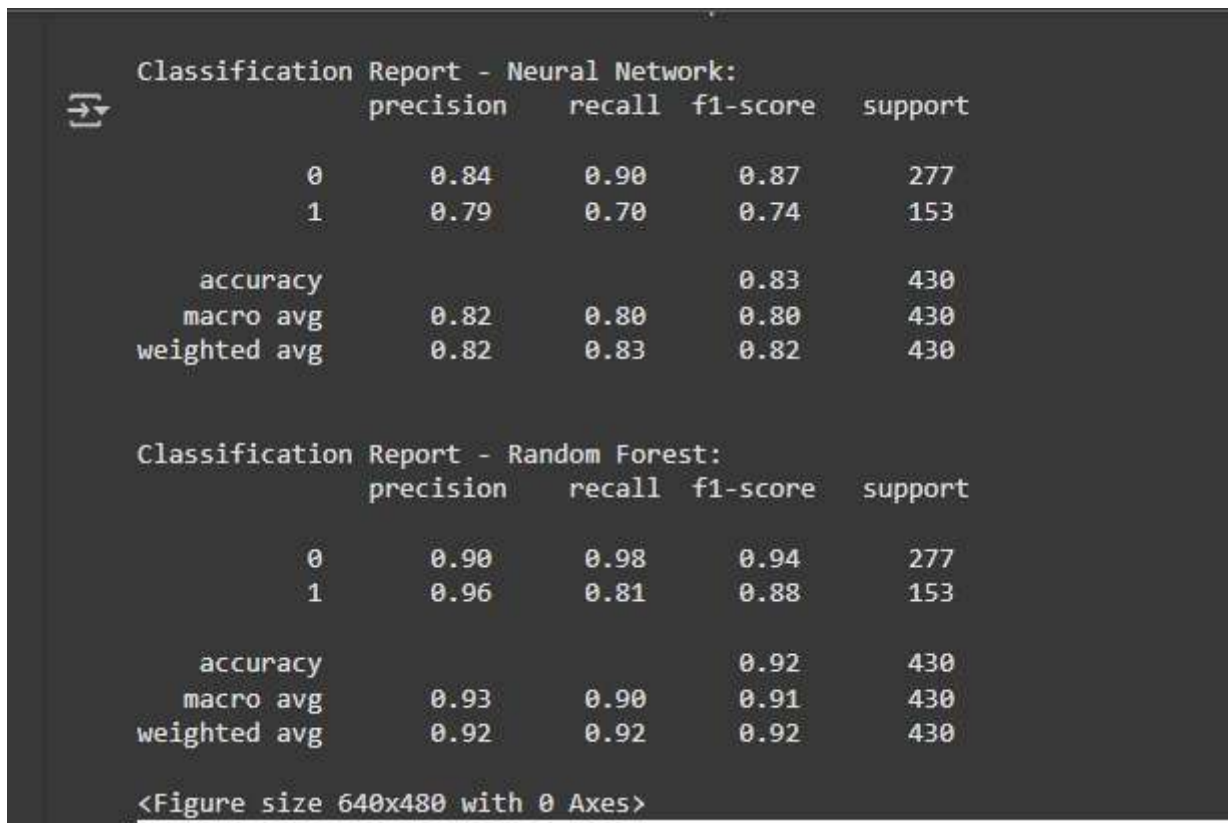 Classification Report - Neural Network:
precision recall f1-score support
0 0.84 0.90 0.87 277
1 0.79 0.70 0.74 153
accuracy 0.83 430
macro avg 0.82 0.80 0.80 430
weighted avg 0.82 0.83 0.82 430
Classification Report - Random Forest:
precision recall f1-score support
0 0.90 0.98 0.94 277
1 0.96 0.81 0.88 153
accuracy 0.92 430
macro avg 0.93 0.90 0.91 430
weighted avg 0.92 0.92 0.92 430
<Figure size 640x480 with 0 Axes>